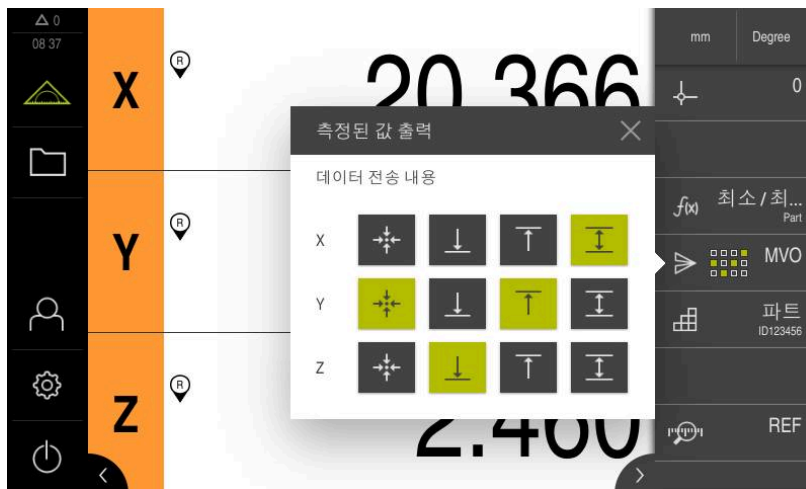 0
08 37
X
R
20.366
Y
R
Z
R
2.460
측정된 값 출력
데이터 전송 내용
X
Y
Z
mm
Degree
0
f(x)
최소 / 최...
Part
MVO
파트
ID123456
REF